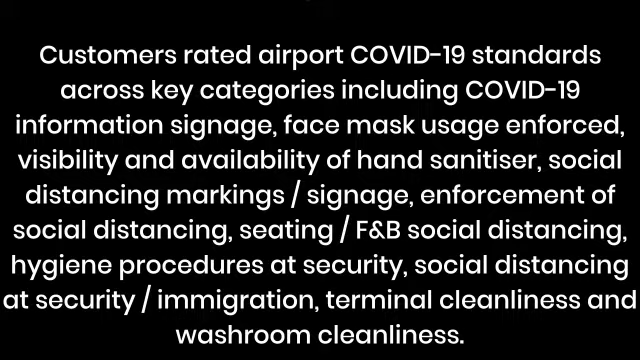 Customers rated airport COVID-19 standards
across key categories including COVID-19
information signage, face mask usage enforced,
visibility and availability of hand sanitiser, social
distancing markings / signage, enforcement of
social distancing, seating / F&B social distancing,
hygiene procedures at security, social distancing
at security / immigration, terminal cleanliness and
washroom cleanliness.